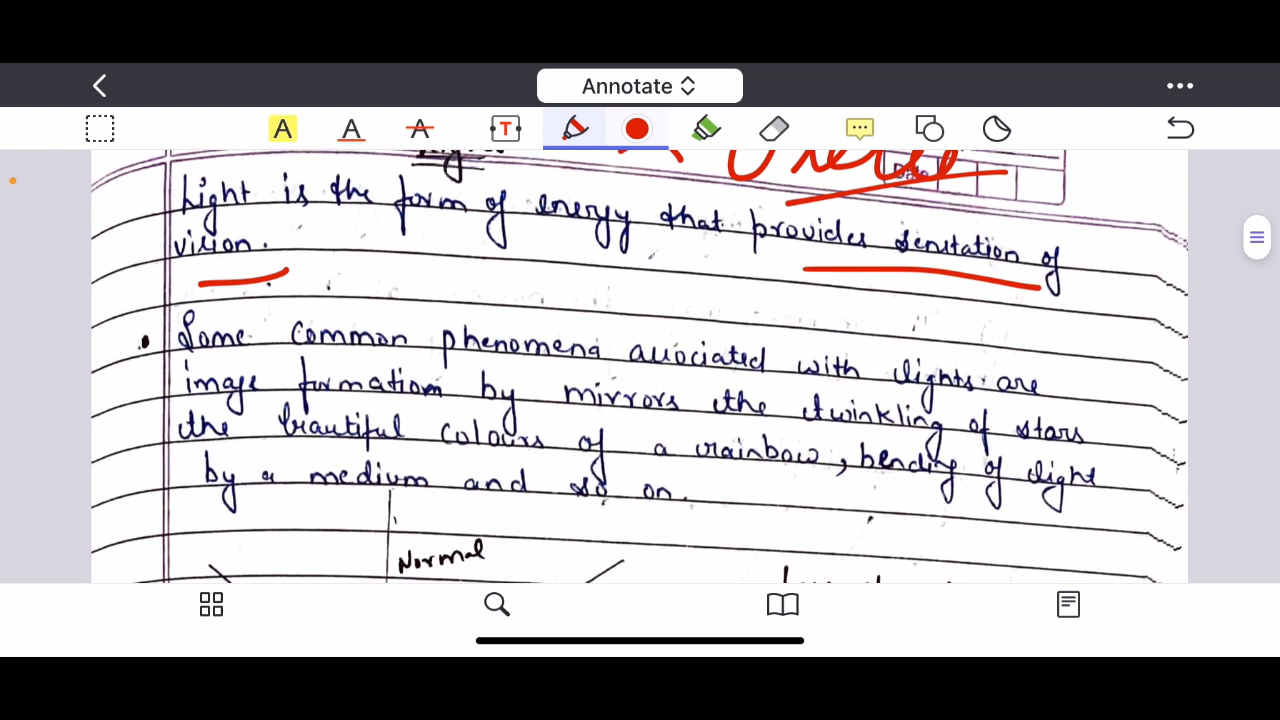 Annotate
Date
Light is the form of energy that provides senstation of
vision.
Some common phenomena associated with lights are
image formation by mirrors the twinkling of stars
the beautiful colours of a rainbow, bending of light
by a medium and so on.
Normal